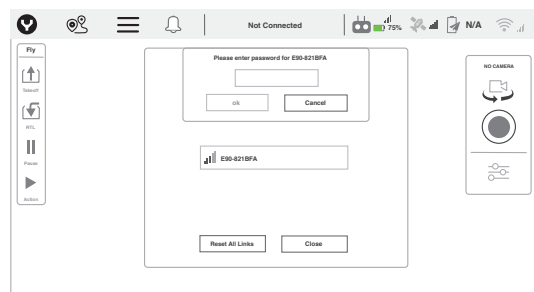 Not Connected
75%
N/A
Fly
Takeoff
RTL
Pause
Action
Please enter password for E90-821BFA
ok
Cancel
E90-821BFA
Reset All Links
Close
NO CAMERA